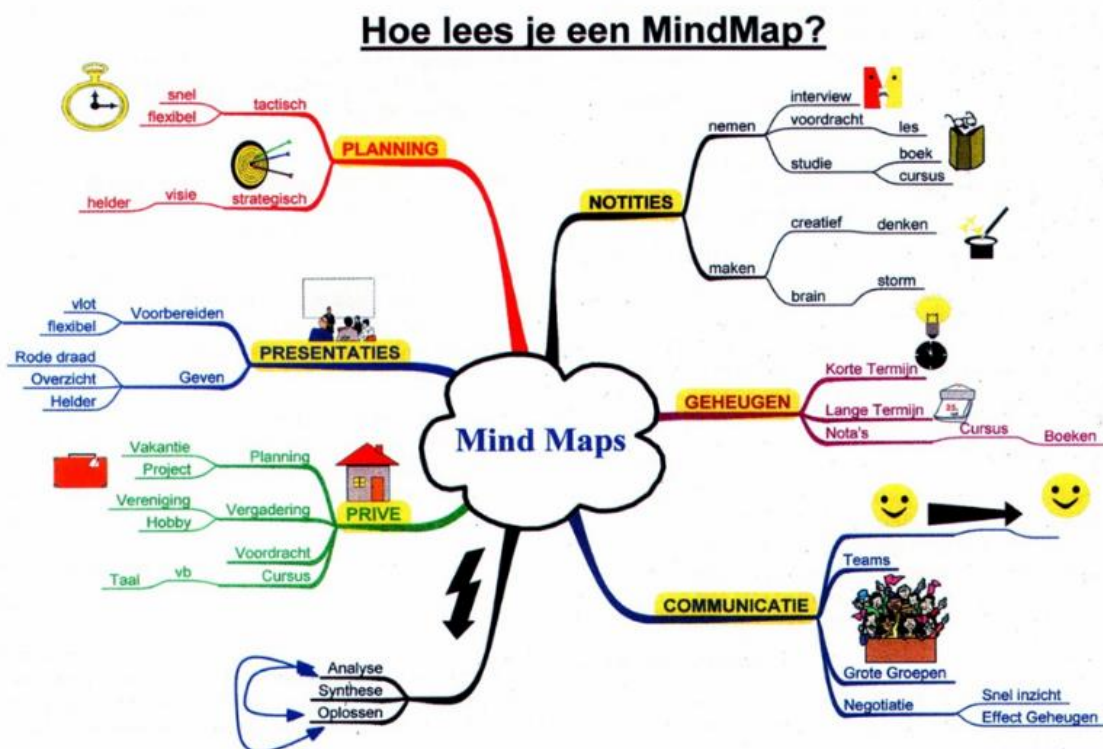 Hoe lees je een MindMap?
Mind Maps
NOTITIES
nemen
interview
voordracht
les
studie
boek
cursus
maken
creatief
denken
brain
storm
GEHEUGEN
Korte Termijn
Lange Termijn
Nota's
Cursus
Boeken
COMMUNICATIE
Teams
Grote Groepen
Negotiatie
Snel inzicht
Effect Geheugen
Analyse
Synthese
Oplossen
PRIVE
Planning
Vakantie
Project
Vergadering
Vereniging
Hobby
Voordracht
Cursus
vb
Taal
PRESENTATIES
Voorbereiden
vlot
flexibel
Geven
Rode draad
Overzicht
Helder
PLANNING
tactisch
snel
flexibel
strategisch
visie
helder